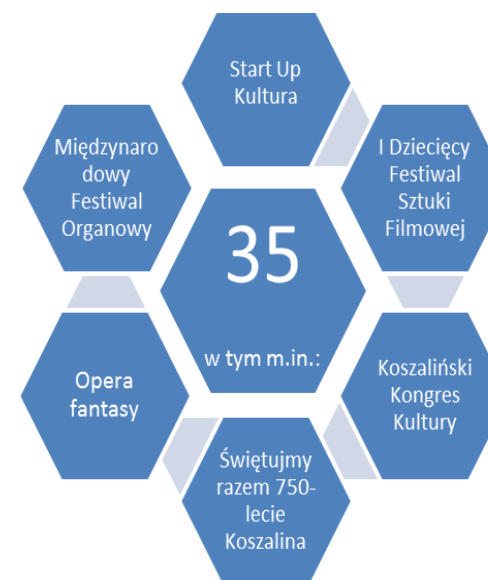 Start Up
Kultura
I Dziecięcy
Festiwal
Sztuki
Filmowej
Koszaliński
Kongres
Kultury
Świętujmy
razem 750-
lecie
Koszalina
Opera
fantasy
Międzynaro
dowy
Festiwal
Organowy
35
w tym m.in.: